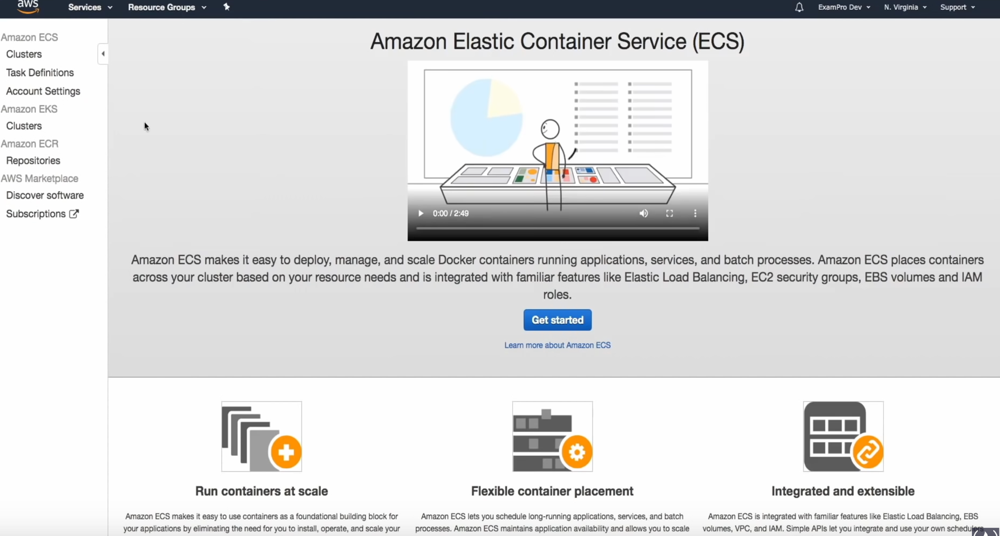 aws Services Resource Groups ExamPro Dev N. Virginia Support
Amazon ECS
Clusters
Task Definitions
Account Settings
Amazon EKS
Clusters
Amazon ECR
Repositories
AWS Marketplace
Discover software
Subscriptions
Amazon Elastic Container Service (ECS)
0:00 / 2:49
Amazon ECS makes it easy to deploy, manage, and scale Docker containers running applications, services, and batch processes. Amazon ECS places containers
across your cluster based on your resource needs and is integrated with familiar features like Elastic Load Balancing, EC2 security groups, EBS volumes and IAM
roles.
Get started
Learn more about Amazon ECS
Run containers at scale
Amazon ECS makes it easy to use containers as a foundational building block for
your applications by eliminating the need for you to install, operate, and scale your
Flexible container placement
Amazon ECS lets you schedule long-running applications, services, and batch
processes. Amazon ECS maintains application availability and allows you to scale
Integrated and extensible
Amazon ECS is integrated with familiar features like Elastic Load Balancing, EBS
volumes, VPC, and IAM. Simple APIs let you integrate and use your own schedulers